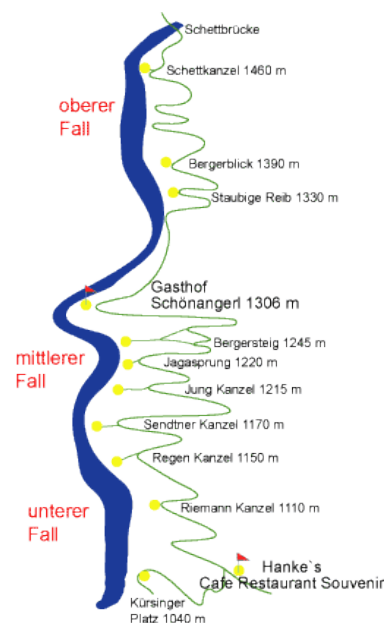 Schettbrücke
Schettkanzel 1460 m
oberer
Fall
Bergerblick 1390 m
Staubige Reib 1330 m
Gasthof
Schönangerl 1306 m
Bergersteig 1245 m
mittlerer
Fall
Jagasprung 1220 m
Jung Kanzel 1215 m
Sendtner Kanzel 1170 m
Regen Kanzel 1150 m
unterer
Fall
Riemann Kanzel 1110 m
Hanke`s
Cafe Restaurant Souvenir
Kürsinger
Platz 1040 m